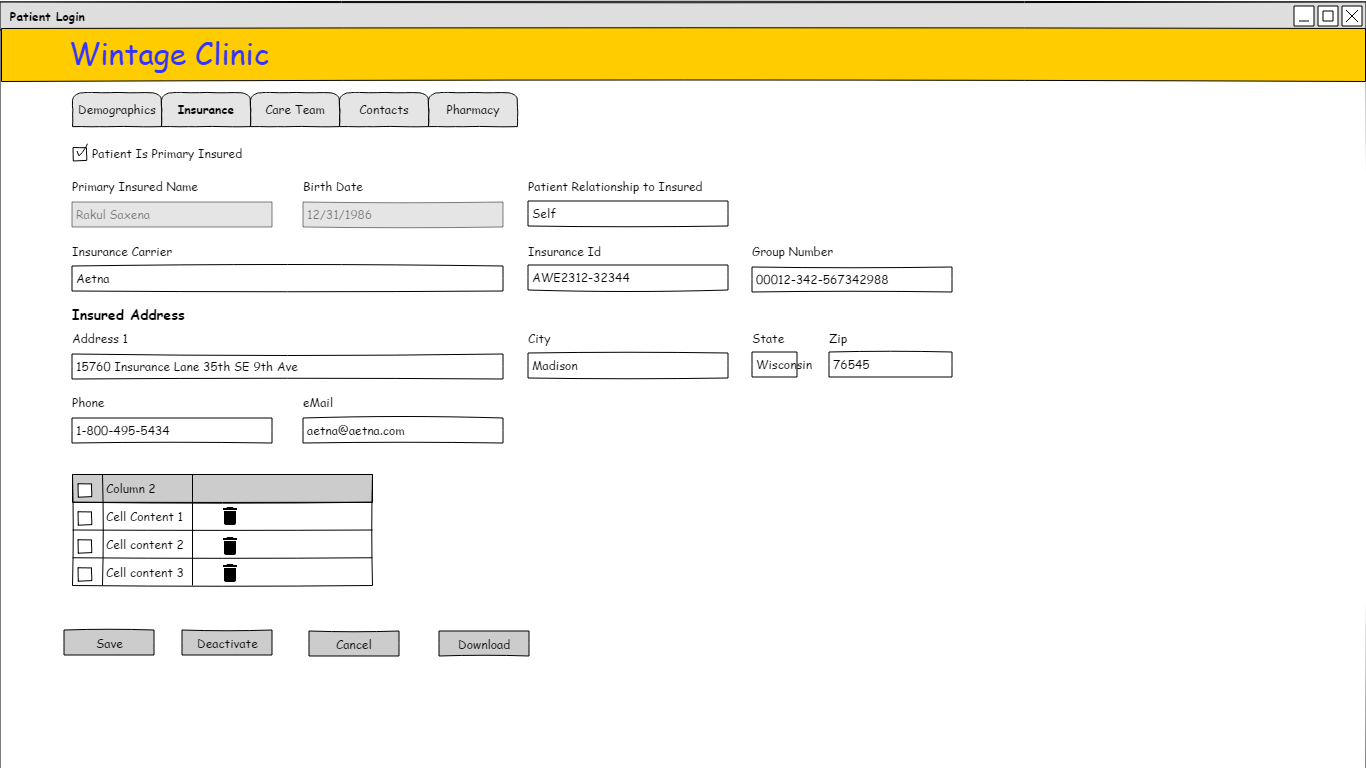 Patient Login
Wintage Clinic
Demographics Insurance Care Team Contacts Pharmacy
Patient Is Primary Insured
Primary Insured Name Birth Date Patient Relationship to Insured
Rakul Saxena 12/31/1986 Self
Insurance Carrier Insurance Id Group Number
Aetna AWE2312-32344 00012-342-567342988
Insured Address
Address 1 City State Zip
15760 Insurance Lane 35th SE 9th Ave Madison Wisconsin 76545
Phone eMail
1-800-495-5434 aetna@aetna.com
Column 2
Cell Content 1
Cell content 2
Cell content 3
Save Deactivate Cancel Download